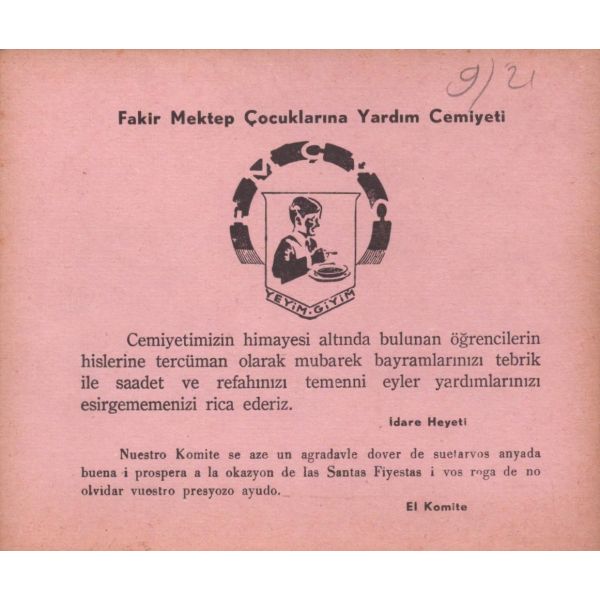 9/21
Fakir Mektep Çocuklarına Yardım Cemiyeti
YEYİM-GİYİM
Cemiyetimizin himayesi altında bulunan öğrencilerin
hislerine tercüman olarak mubarek bayramlarınızı tebrik
ile saadet ve refahınızı temenni eyler yardımlarınızı
esirgememenizi rica ederiz.
İdare Heyeti
Nuestro Komite se aze un agradavle dover de suetarvos anyada
buena i prospera a la okazyon de las Santas Fiyestas i vos roga de no
olvidar vuestro presyozo ayudo.
El Komite